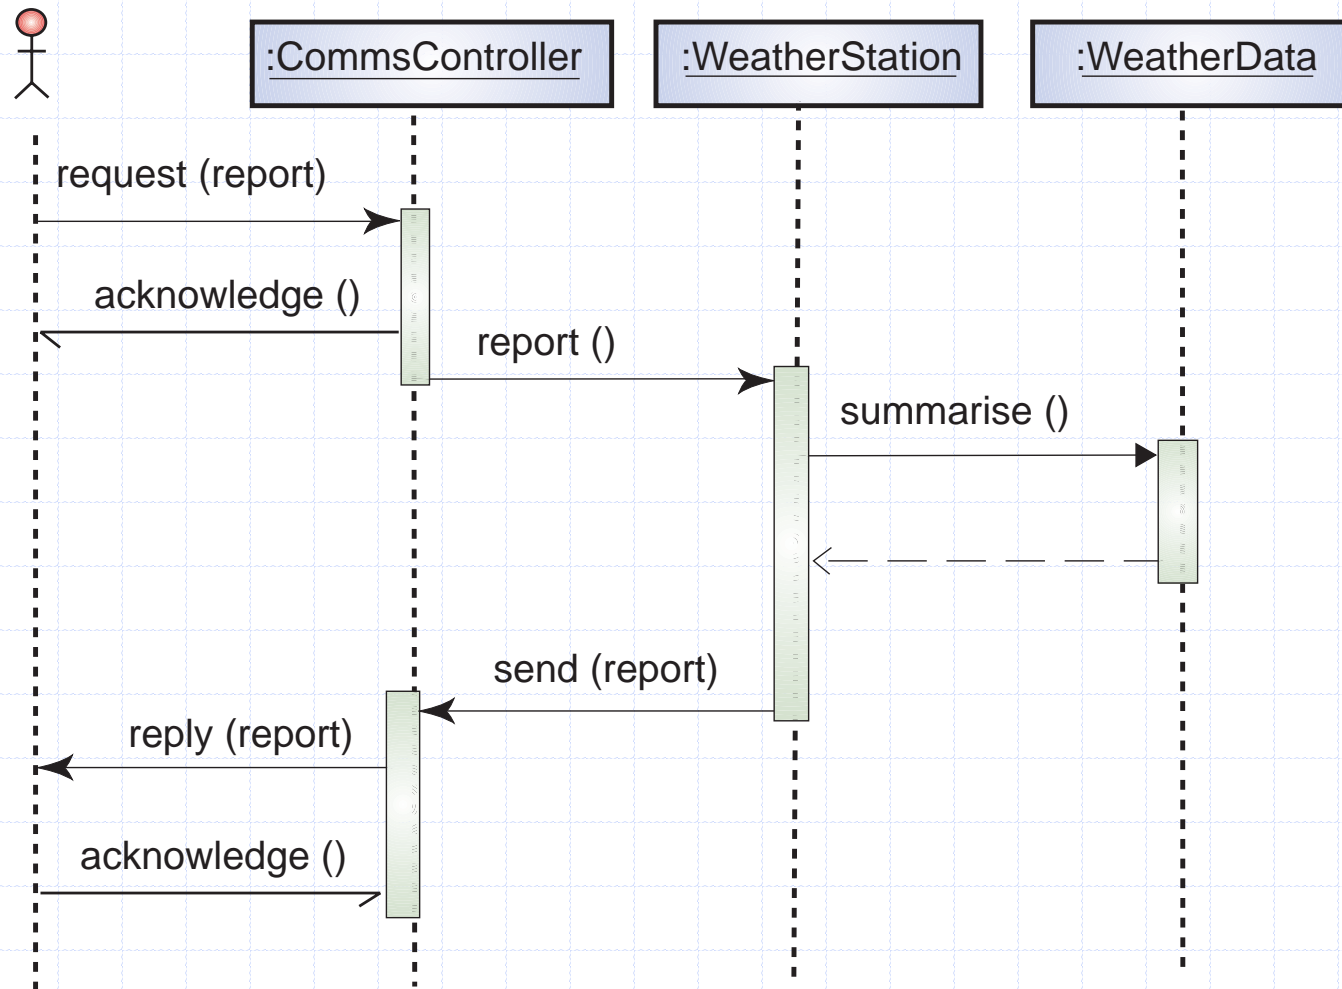 :CommsController
:WeatherStation
:WeatherData
request (report)
acknowledge ()
report ()
summarise ()
send (report)
reply (report)
acknowledge ()